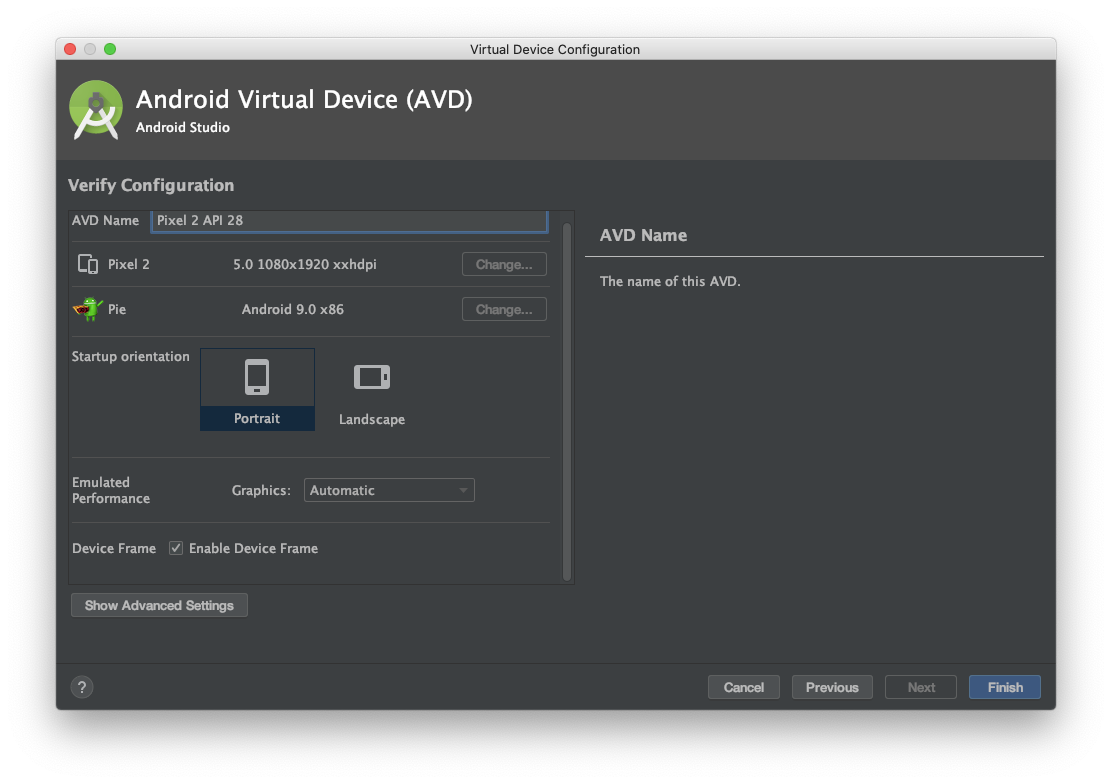 Virtual Device Configuration
Android Virtual Device (AVD)
Android Studio
Verify Configuration
AVD Name Pixel 2 API 28
Pixel 2 5.0 1080x1920 xxhdpi Change...
Pie Android 9.0 x86 Change...
Startup orientation
Portrait
Landscape
Emulated
Performance
Graphics: Automatic
Device Frame Enable Device Frame
Show Advanced Settings
AVD Name
The name of this AVD.
? Cancel Previous Next Finish